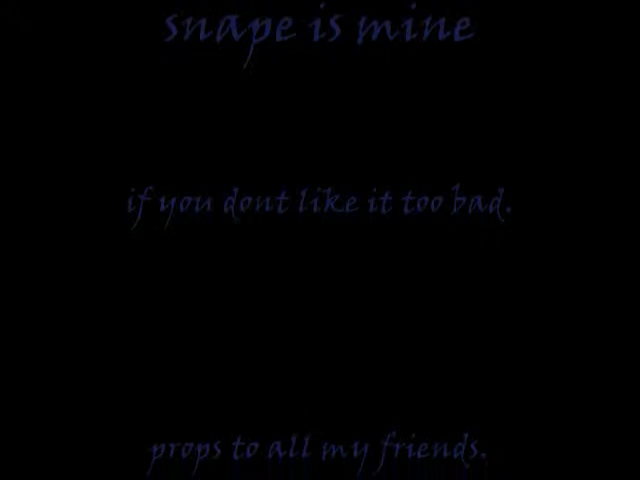 snape is mine
if you dont like it too bad.
props to all my friends.